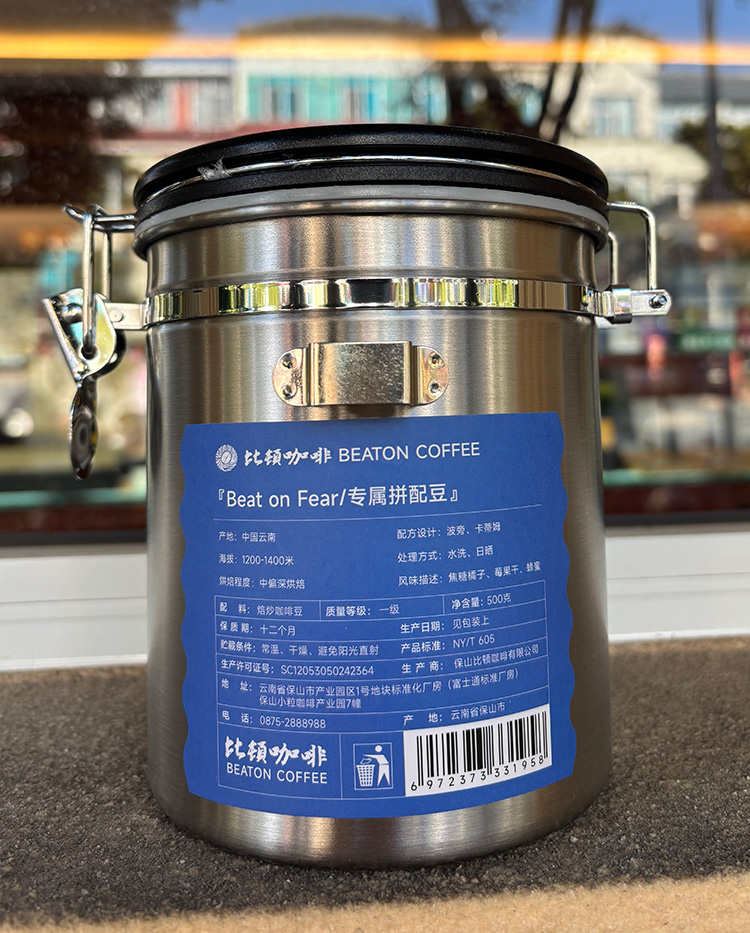 比頓咖啡 BEATON COFFEE
『Beat on Fear/专属拼配豆』
产地：中国云南 配方设计：波旁、卡蒂姆
海拔：1200-1400米 处理方式：水洗、日晒
烘焙程度：中偏深烘焙 风味描述：焦糖橘子、莓果干、蜂蜜
配 料：焙炒咖啡豆 质量等级：一级 净含量：500克
保质期：十二个月 生产日期：见包装上
贮藏条件：常温、干燥、避免阳光直射 产品标准：NY/T 605
生产许可证号：SC12053050242364 生产商：保山比顿咖啡有限公司
地 址：云南省保山市产业园区1号地块标准化厂房（富士通标准厂房）
保山小粒咖啡产业园7幢
电 话：0875-2888988 产 地：云南省保山市
比頓咖啡
BEATON COFFEE
6 972373 331958